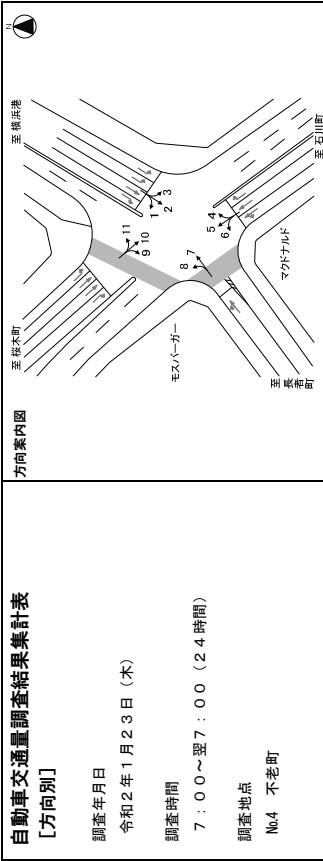 自動車交通量調査結果集計表
[方向別]
調査年月日
令和2年1月23日（木）
調査時間
7：00～翌7：00（24時間）
調査地点
No.4 不老町
方向案内図
N
至 桜木町
至 横浜港
11
10
9
1
2
3
8
7
5
4
6
モスバーガー
マクドナルド
至 長者町
至 石川町